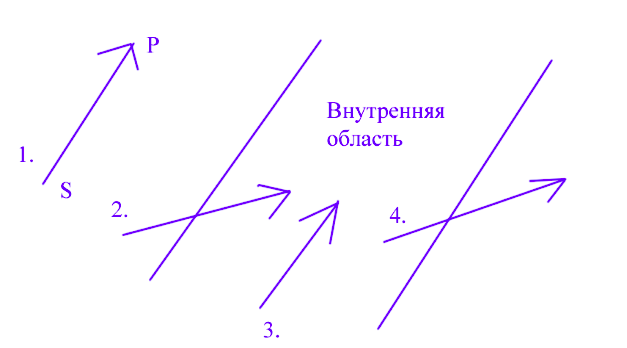 P
Внутренняя
область
1.
S
2.
4.
3.